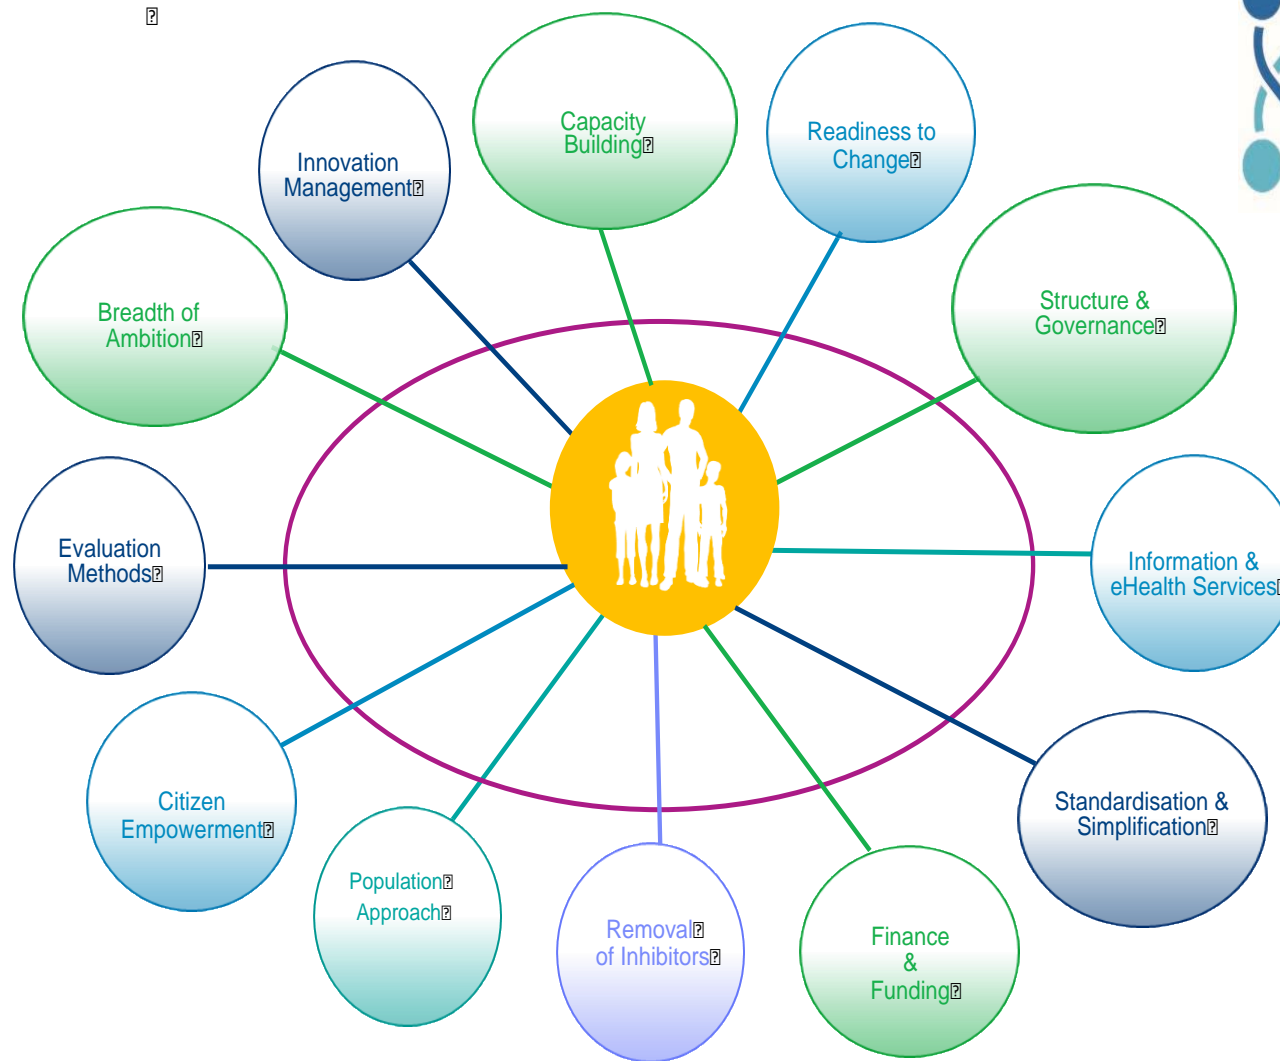 Capacity
Building
Readiness to
Change
Innovation
Management
Structure &
Governance
Breadth of
Ambition
Evaluation
Methods
Information &
eHealth Services
Citizen
Empowerment
Standardisation &
Simplification
Population
Approach
Removal
of Inhibitors
Finance
&
Funding